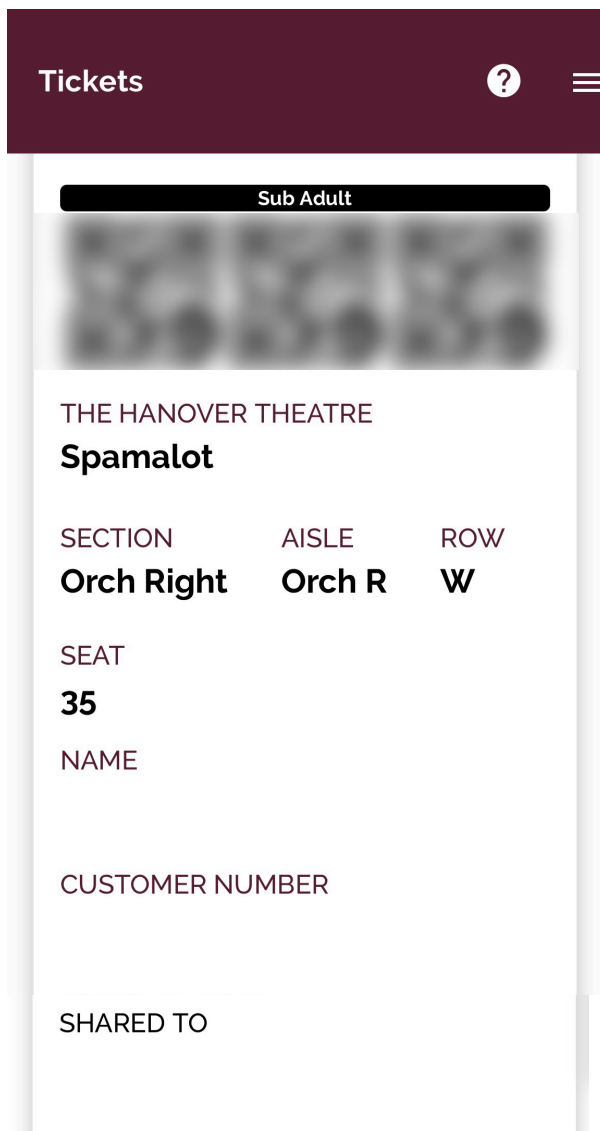 Tickets ?
Sub Adult
THE HANOVER THEATRE
Spamalot
SECTION AISLE ROW
Orch Right Orch R W
SEAT
35
NAME
CUSTOMER NUMBER
SHARED TO